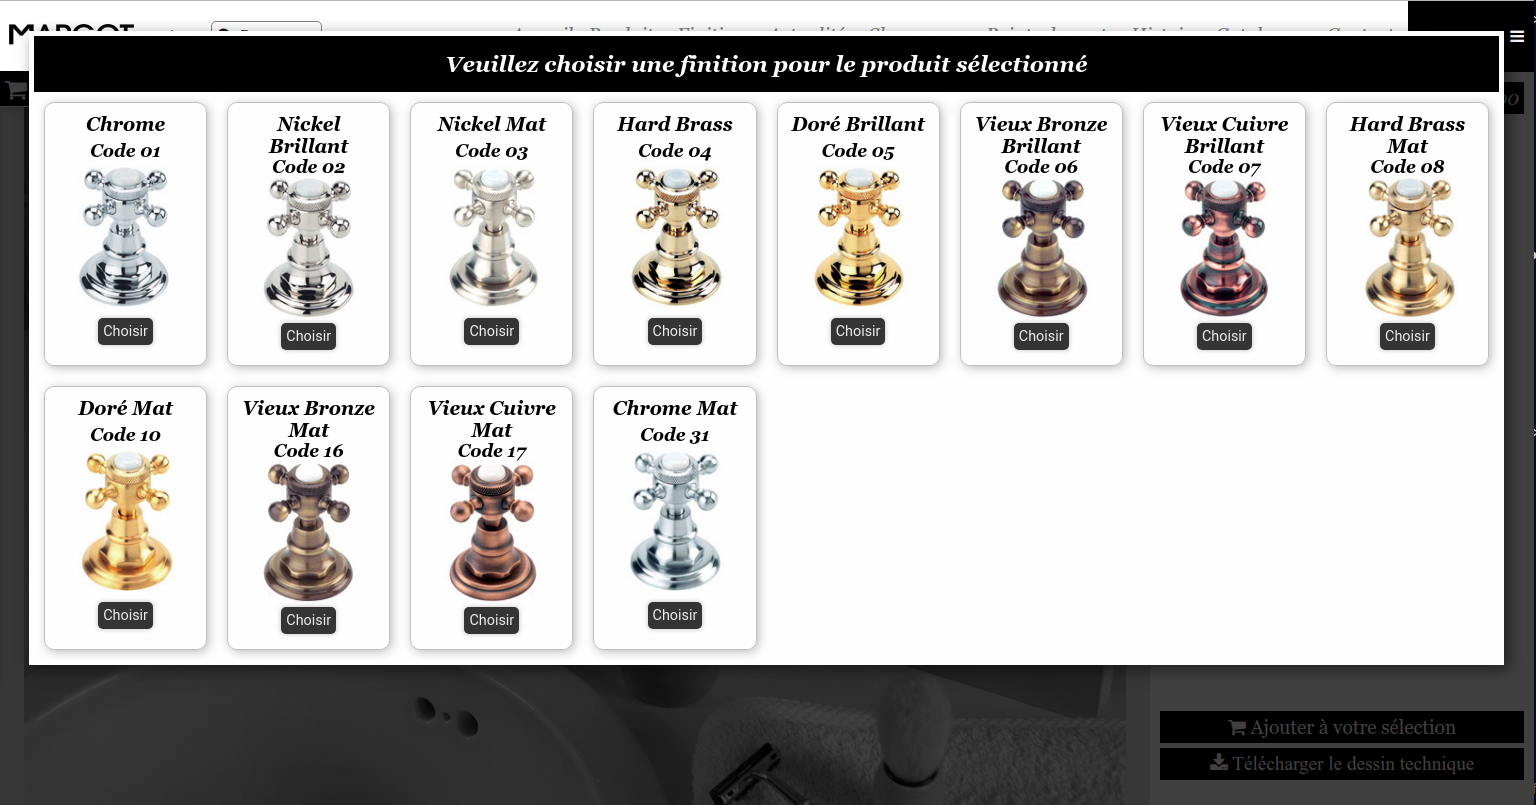 MARGOT
Veuillez choisir une finition pour le produit sélectionné
Chrome
Code 01
Nickel
Brillant
Code 02
Nickel Mat
Code 03
Hard Brass
Code 04
Doré Brillant
Code 05
Vieux Bronze
Brillant
Code 06
Vieux Cuivre
Brillant
Code 07
Hard Brass
Mat
Code 08
Choisir
Choisir
Choisir
Choisir
Choisir
Choisir
Choisir
Choisir
Doré Mat
Code 10
Vieux Bronze
Mat
Code 16
Vieux Cuivre
Mat
Code 17
Chrome Mat
Code 31
Choisir
Choisir
Choisir
Choisir
Ajouter à votre sélection
Télécharger le dessin technique